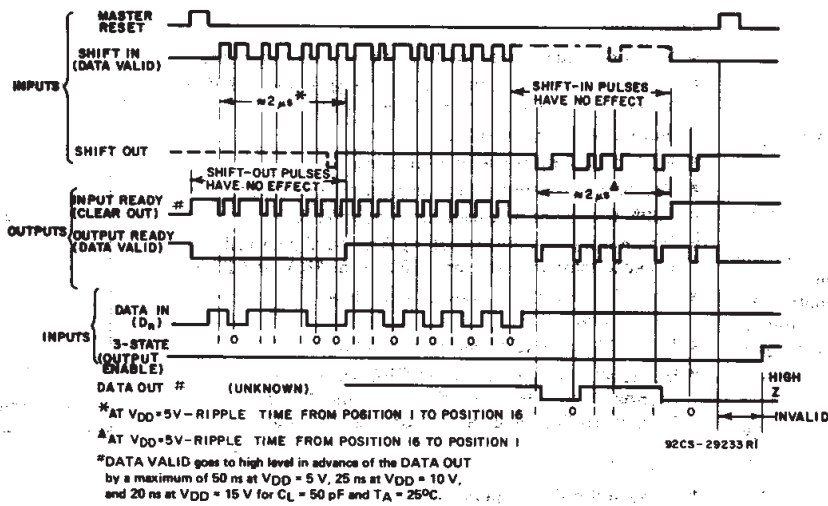 MASTER
RESET
SHIFT IN
(DATA VALID)
INPUTS
≈2 μs*
SHIFT-IN PULSES
HAVE NO EFFECT
SHIFT OUT
SHIFT-OUT PULSES
HAVE NO EFFECT
≈2 μs▲
INPUT READY #
(CLEAR OUT)
OUTPUTS
OUTPUT READY
(DATA VALID)
DATA IN
(Dn)
INPUTS
1 0 1 1 1 0 0 1 1 0 1 0 1 0 1 0
3-STATE
(OUTPUT
ENABLE)
HIGH
Z
DATA OUT # (UNKNOWN)
1 0 1 1 1 0
INVALID
*AT VDD=5V-RIPPLE TIME FROM POSITION 1 TO POSITION 16
▲AT VDD=5V-RIPPLE TIME FROM POSITION 16 TO POSITION 1
92CS-29233R1
#DATA VALID goes to high level in advance of the DATA OUT
by a maximum of 50 ns at VDD = 5 V, 25 ns at VDD = 10 V,
and 20 ns at VDD = 15 V for CL = 50 pF and TA = 25°C.